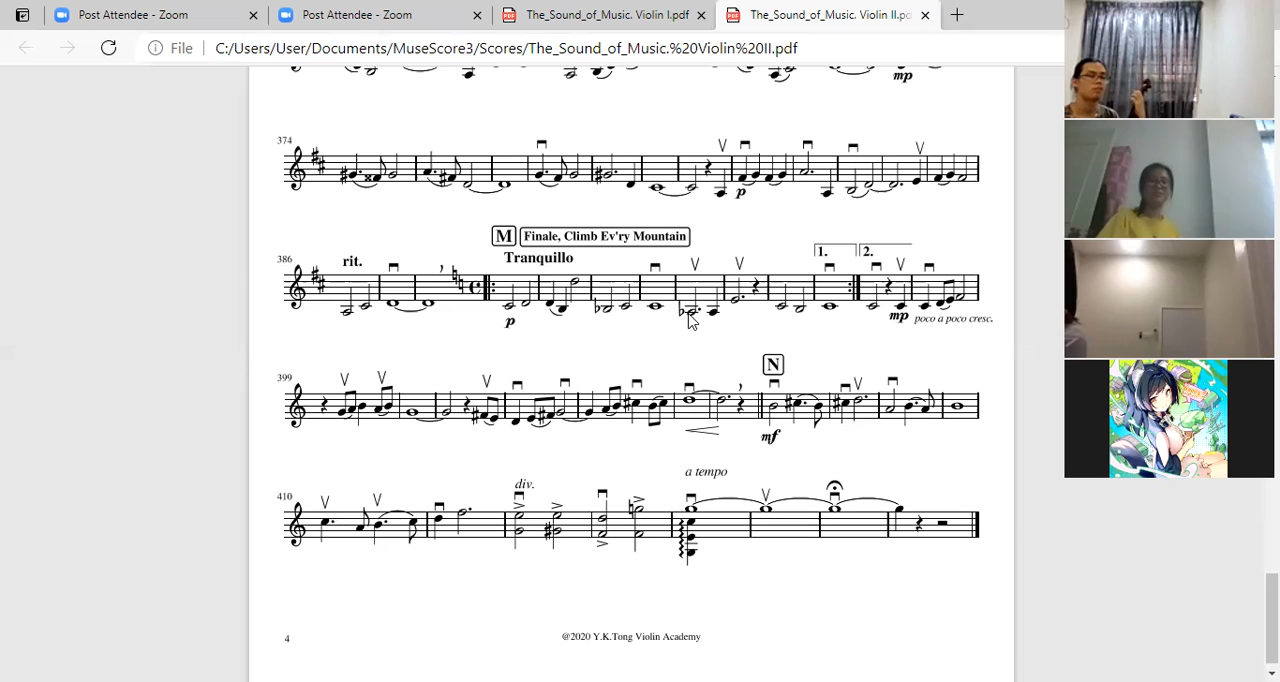 Post Attendee - Zoom
Post Attendee - Zoom
The_Sound_of_Music. Violin I.pdf
The_Sound_of_Music. Violin II.pc
File
C:/Users/User/Documents/MuseScore3/Scores/The_Sound_of_Music.%20Violin%20II.pdf
mp
374
p
M Finale, Climb Ev'ry Mountain
386 rit. Tranquillo 1. 2.
p mp poco a poco cresc.
399 N
mf
a tempo
410 div.
4 @2020 Y.K.Tong Violin Academy